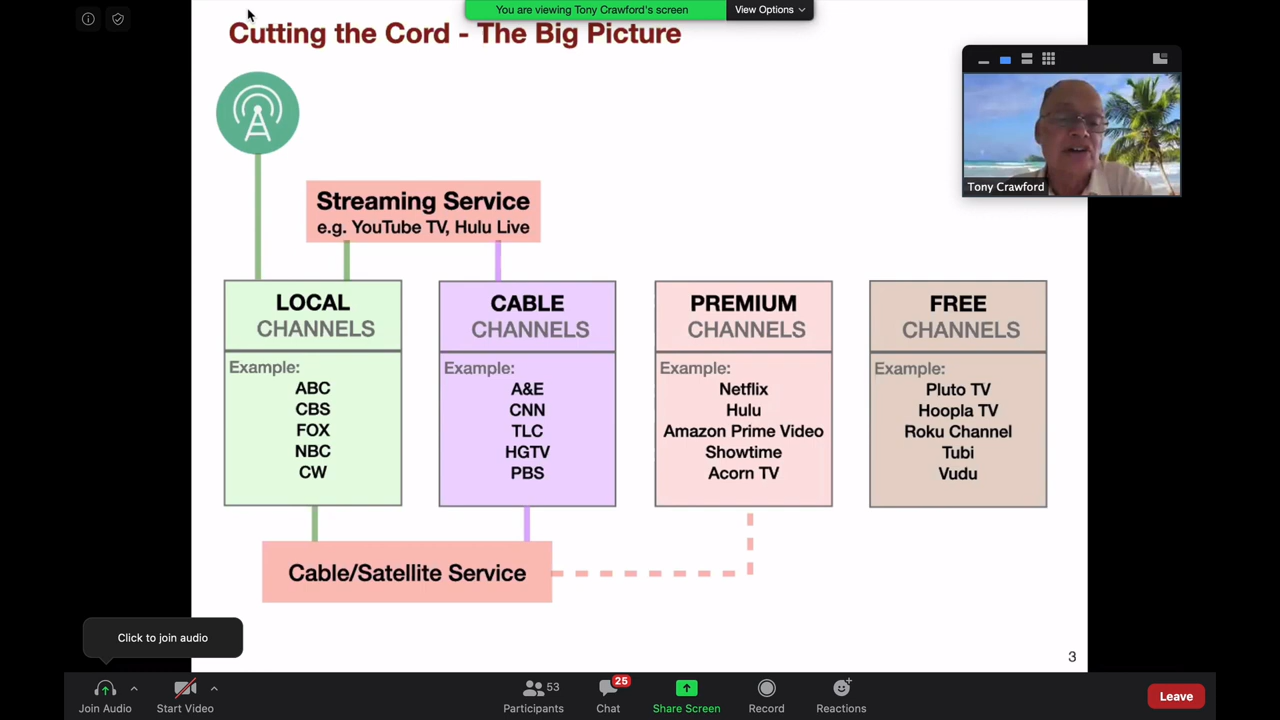 You are viewing Tony Crawford's screen
View Options
Cutting the Cord - The Big Picture
Tony Crawford
Streaming Service
e.g. YouTube TV, Hulu Live
LOCAL
CHANNELS
Example:
ABC
CBS
FOX
NBC
CW
CABLE
CHANNELS
Example:
A&E
CNN
TLC
HGTV
PBS
PREMIUM
CHANNELS
Example:
Netflix
Hulu
Amazon Prime Video
Showtime
Acorn TV
FREE
CHANNELS
Example:
Pluto TV
Hoopla TV
Roku Channel
Tubi
Vudu
Cable/Satellite Service
Click to join audio
3
Join Audio
Start Video
53
Participants
25
Chat
Share Screen
Record
Reactions
Leave